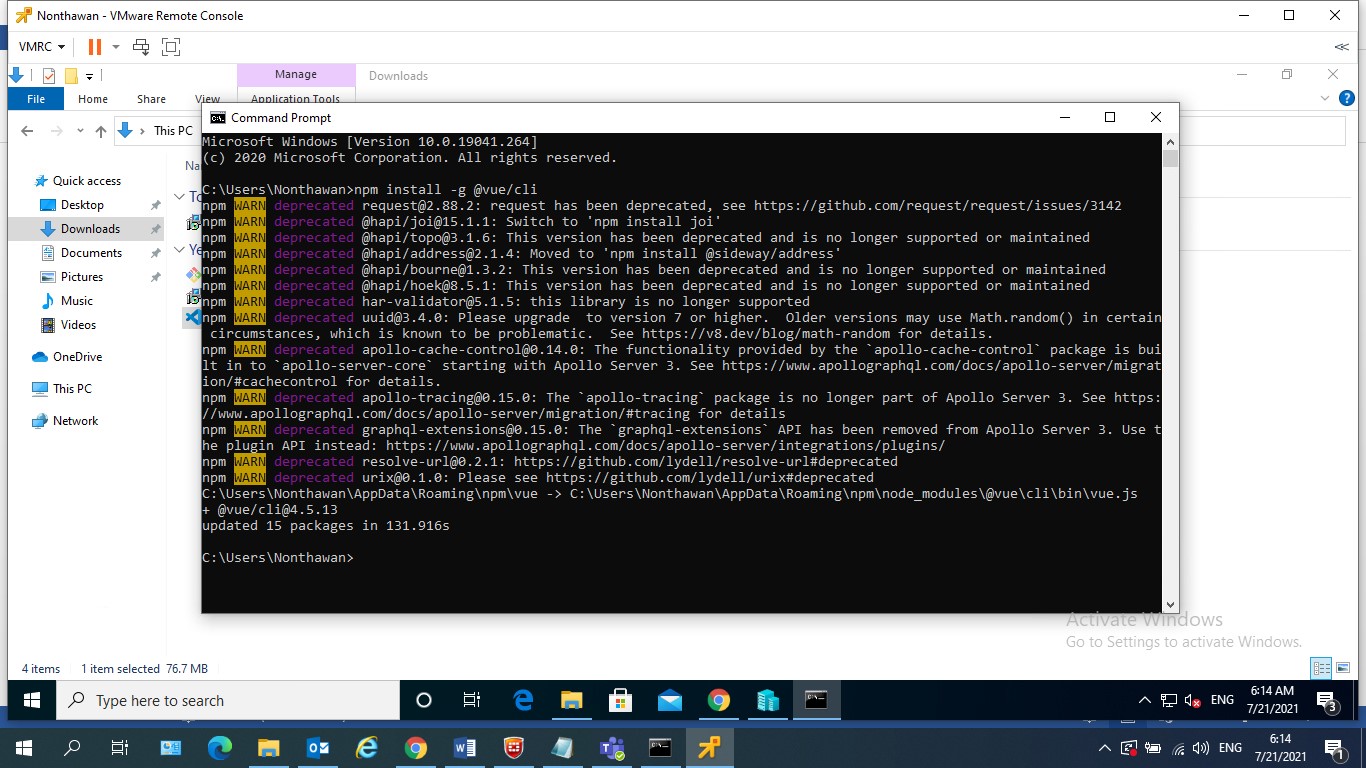 Nonthawan - VMware Remote Console
VMRC
Manage
Downloads
File
Home
Share
View
Application Tools
This PC
Command Prompt
Microsoft Windows [Version 10.0.19041.264]
(c) 2020 Microsoft Corporation. All rights reserved.
C:\Users\Nonthawan>npm install -g @vue/cli
npm WARN deprecated request@2.88.2: request has been deprecated, see https://github.com/request/request/issues/3142
npm WARN deprecated @hapi/joi@15.1.1: Switch to 'npm install joi'
npm WARN deprecated @hapi/topo@3.1.6: This version has been deprecated and is no longer supported or maintained
npm WARN deprecated @hapi/address@2.1.4: Moved to 'npm install @sideway/address'
npm WARN deprecated @hapi/bourne@1.3.2: This version has been deprecated and is no longer supported or maintained
npm WARN deprecated @hapi/hoek@8.5.1: This version has been deprecated and is no longer supported or maintained
npm WARN deprecated har-validator@5.1.5: this library is no longer supported
npm WARN deprecated uuid@3.4.0: Please upgrade  to version 7 or higher.  Older versions may use Math.random() in certain
 circumstances, which is known to be problematic.  See https://v8.dev/blog/math-random for details.
npm WARN deprecated apollo-cache-control@0.14.0: The functionality provided by the `apollo-cache-control` package is bui
lt in to `apollo-server-core` starting with Apollo Server 3. See https://www.apollographql.com/docs/apollo-server/migrat
ion/#cachecontrol for details.
npm WARN deprecated apollo-tracing@0.15.0: The `apollo-tracing` package is no longer part of Apollo Server 3. See https:
//www.apollographql.com/docs/apollo-server/migration/#tracing for details
npm WARN deprecated graphql-extensions@0.15.0: The `graphql-extensions` API has been removed from Apollo Server 3. Use t
he plugin API instead: https://www.apollographql.com/docs/apollo-server/integrations/plugins/
npm WARN deprecated resolve-url@0.2.1: https://github.com/lydell/resolve-url#deprecated
npm WARN deprecated urix@0.1.0: Please see https://github.com/lydell/urix#deprecated
C:\Users\Nonthawan\AppData\Roaming\npm\vue -> C:\Users\Nonthawan\AppData\Roaming\npm\node_modules\@vue\cli\bin\vue.js
+ @vue/cli@4.5.13
updated 15 packages in 131.916s
C:\Users\Nonthawan>
Quick access
Desktop
Downloads
Documents
Pictures
Music
Videos
OneDrive
This PC
Network
Na
To
Ye
Activate Windows
Go to Settings to activate Windows.
4 items
1 item selected 76.7 MB
Type here to search
ENG
6:14 AM
7/21/2021
3
ENG
6:14
7/21/2021
1